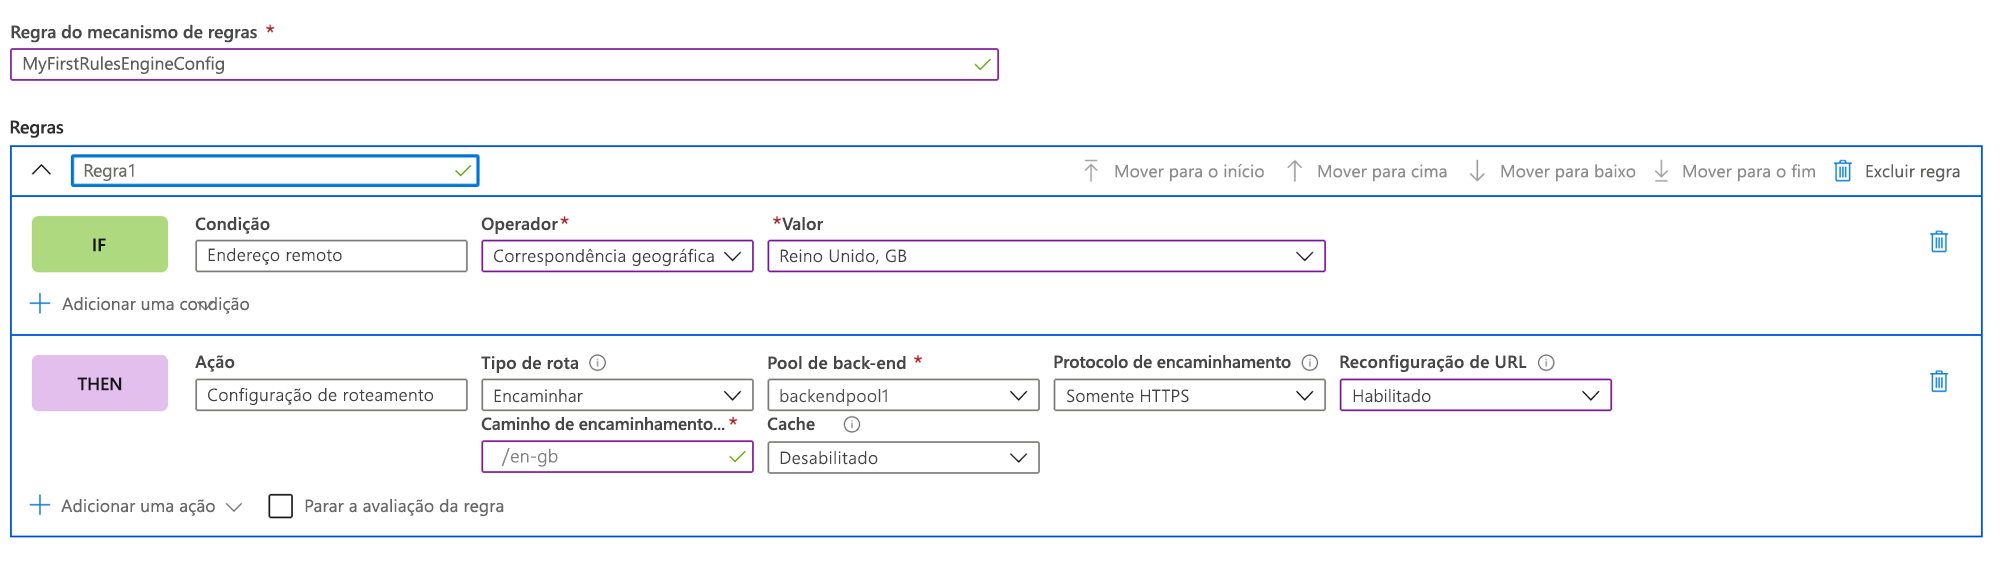 Regra do mecanismo de regras *
MyFirstRulesEngineConfig
Regras
Regra1
Mover para o início
Mover para cima
Mover para baixo
Mover para o fim
Excluir regra
IF
Condição
Operador*
*Valor
Endereço remoto
Correspondência geográfica
Reino Unido, GB
Adicionar uma condição
THEN
Ação
Tipo de rota
Pool de back-end *
Protocolo de encaminhamento
Reconfiguração de URL
Configuração de roteamento
Encaminhar
backendpool1
Somente HTTPS
Habilitado
Caminho de encaminhamento... *
Cache
/en-gb
Desabilitado
Adicionar uma ação
Parar a avaliação da regra